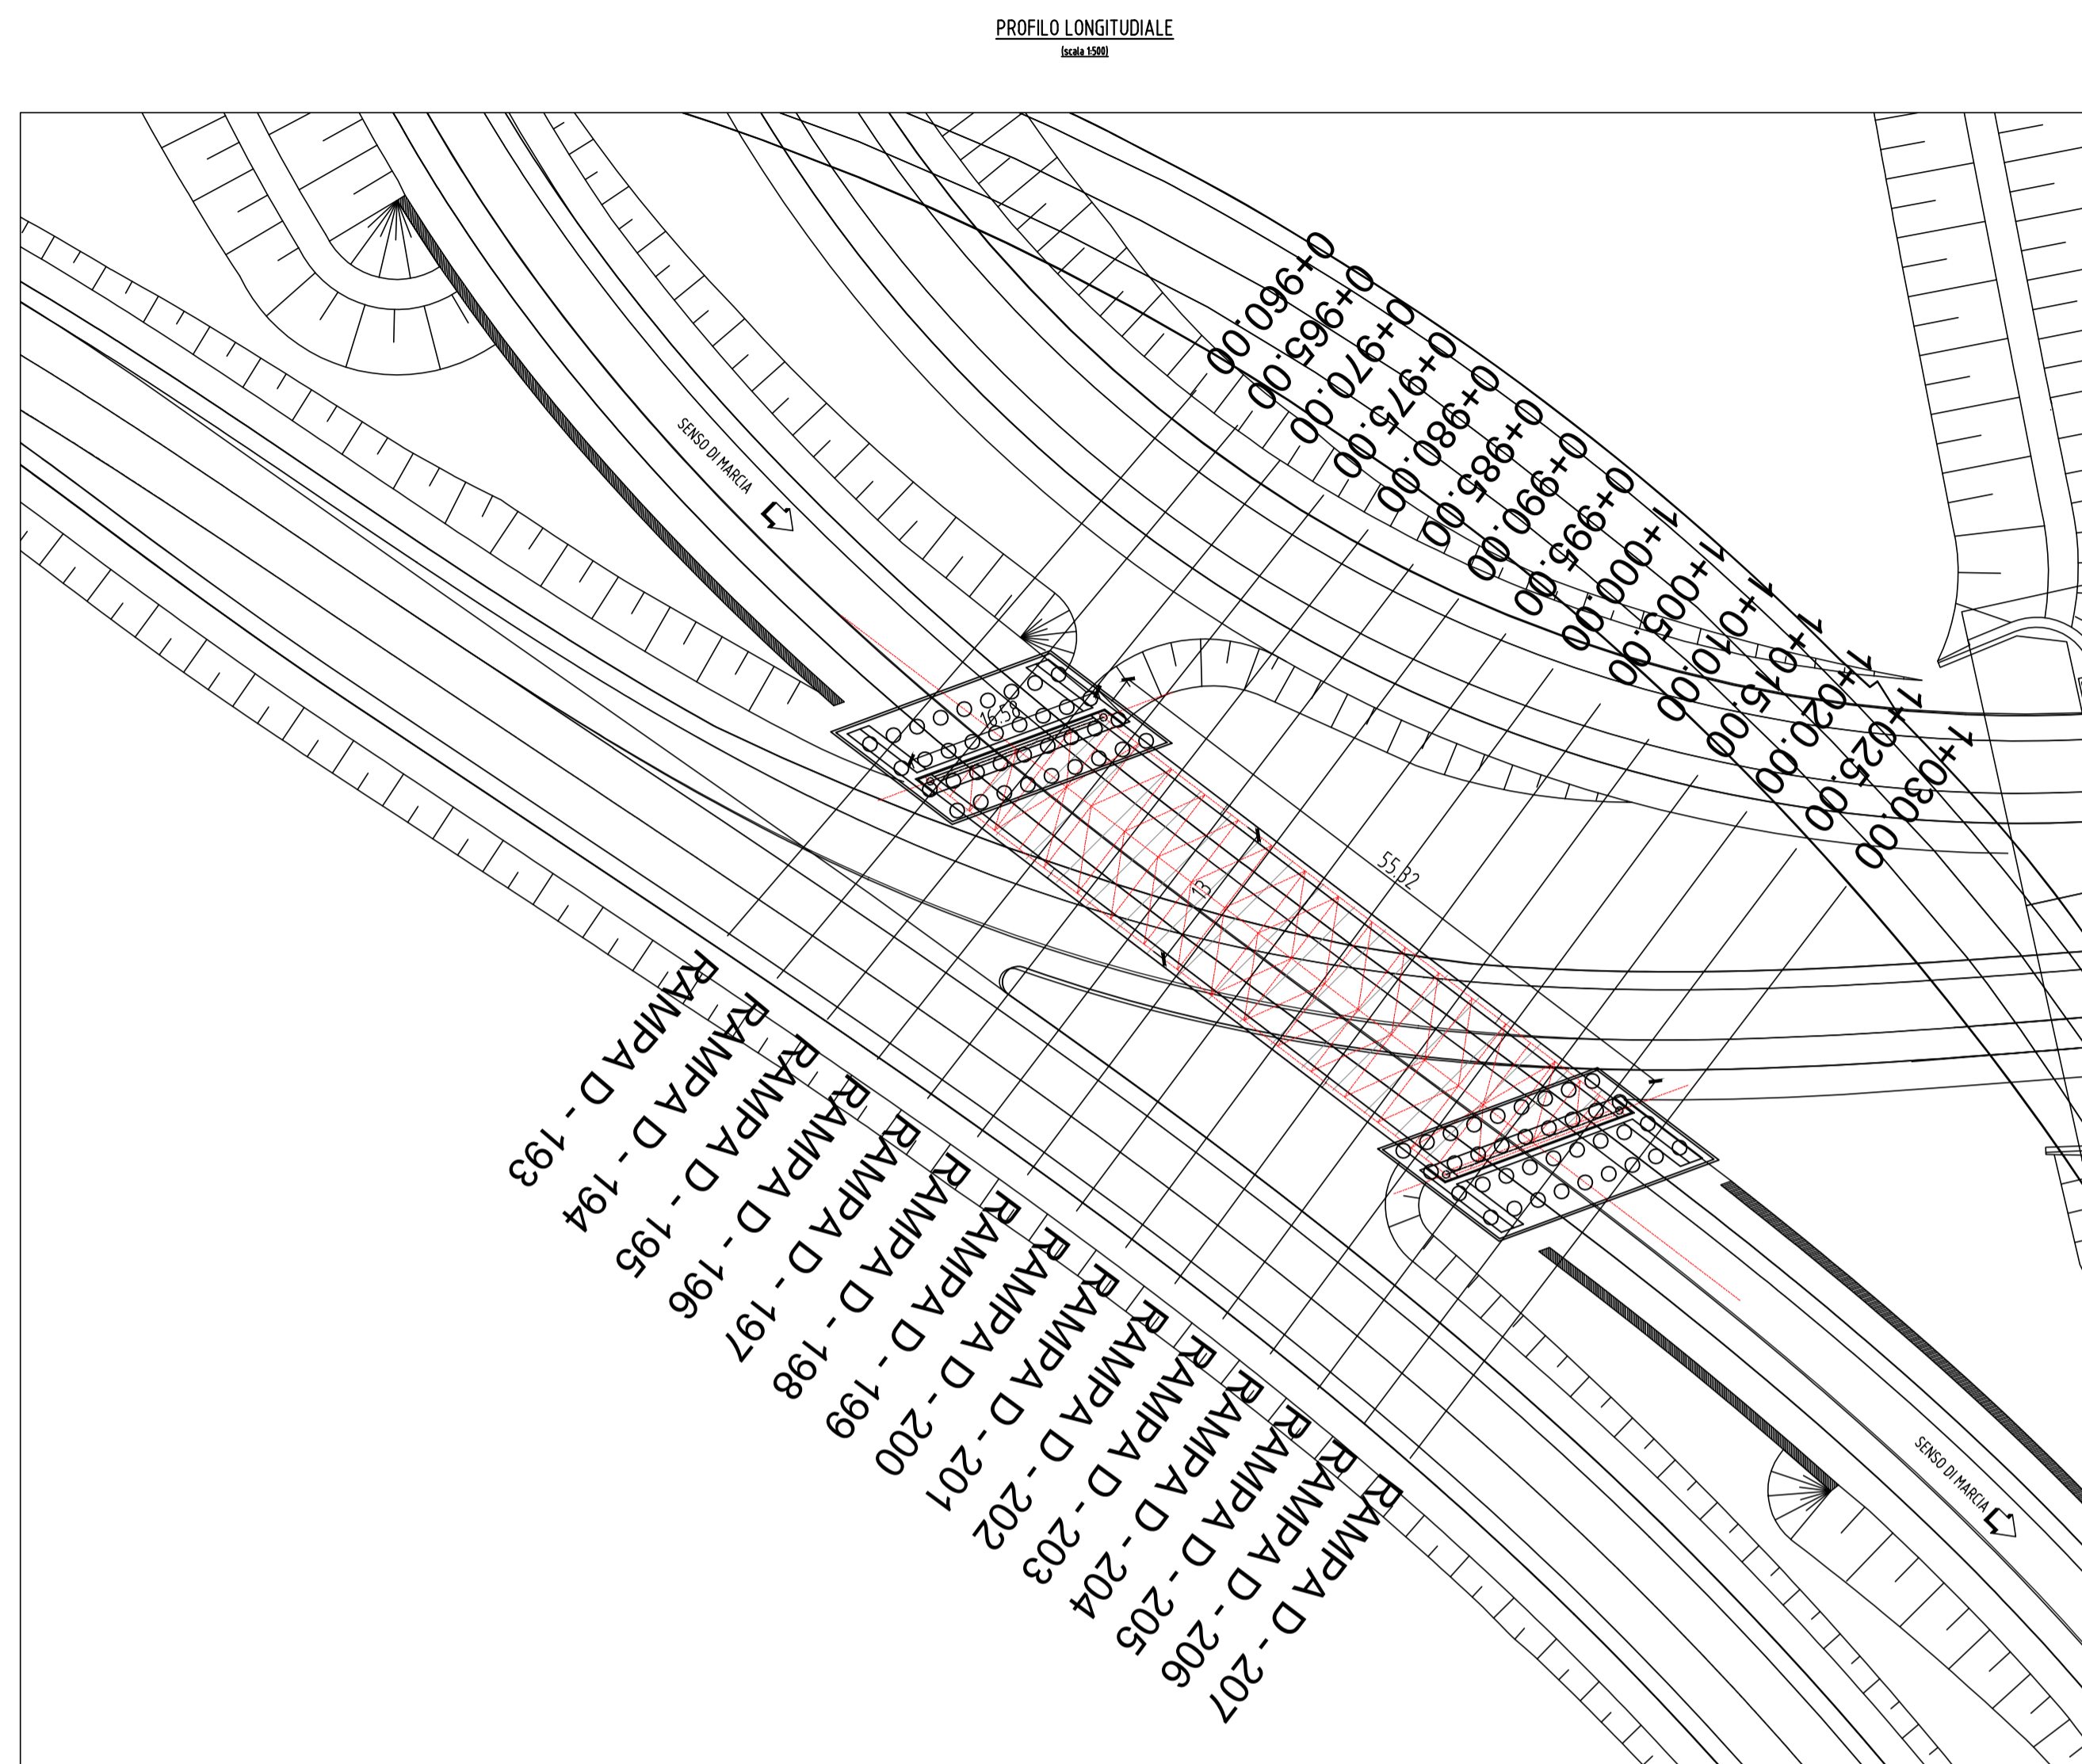 PROFILO LONGITUDIALE
(scala 1:500)
0+960.00
0+965.00
0+970.00
0+975.00
0+980.00
0+985.00
0+990.00
0+995.00
1+000.00
1+005.00
1+010.00
1+015.00
1+020.00
1+025.00
1+030.00
SENSO DI MARCIA
16.58
55.82
13
RAMPA D - 193
RAMPA D - 194
RAMPA D - 195
RAMPA D - 196
RAMPA D - 197
RAMPA D - 198
RAMPA D - 199
RAMPA D - 200
RAMPA D - 201
RAMPA D - 202
RAMPA D - 203
RAMPA D - 204
RAMPA D - 205
RAMPA D - 206
RAMPA D - 207
SENSO DI MARCIA